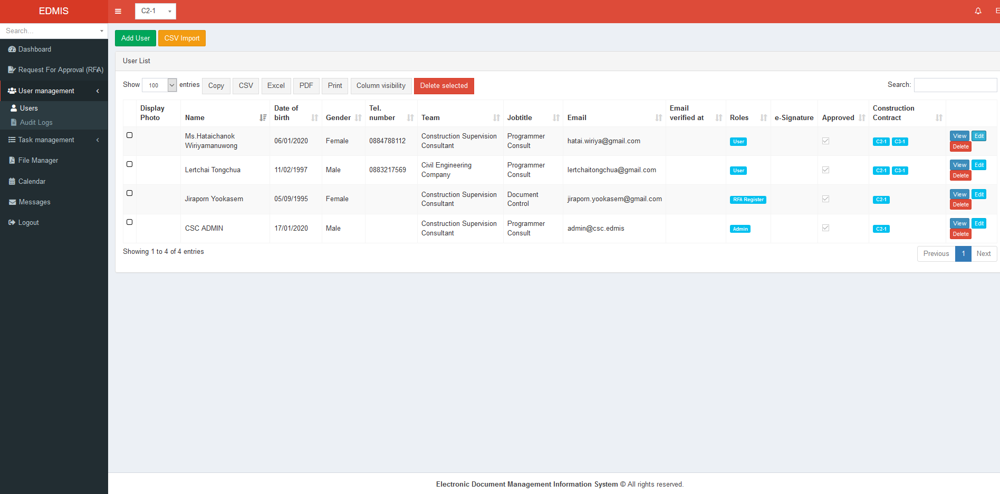 EDMIS
C2-1
E
Search...
Dashboard
Request For Approval (RFA)
User management
Users
Audit Logs
Task management
File Manager
Calendar
Messages
Logout
Add User CSV Import
User List
Show 100 entries Copy CSV Excel PDF Print Column visibility Delete selected Search:
Display Photo Name Date of birth Gender Tel. number Team Jobtitle Email Email verified at Roles e-Signature Approved Construction Contract
Ms.Hataichanok Wiriyamanuwong 06/01/2020 Female 0884788112 Construction Supervision Consultant Programmer Consult hatai.wiriya@gmail.com User C2-1 C3-1 View Edit Delete
Lertchai Tongchua 11/02/1997 Male 0883217569 Civil Engineering Company Programmer Consult lertchaitongchua@gmail.com User C2-1 C3-1 View Edit Delete
Jiraporn Yookasem 05/09/1995 Female Construction Supervision Consultant Document Control jiraporn.yookasem@gmail.com RFA Register C2-1 View Edit Delete
CSC ADMIN 17/01/2020 Male Construction Supervision Consultant Programmer Consult admin@csc.edmis Admin C2-1 View Edit Delete
Showing 1 to 4 of 4 entries
Previous 1 Next
Electronic Document Management Information System © All rights reserved.